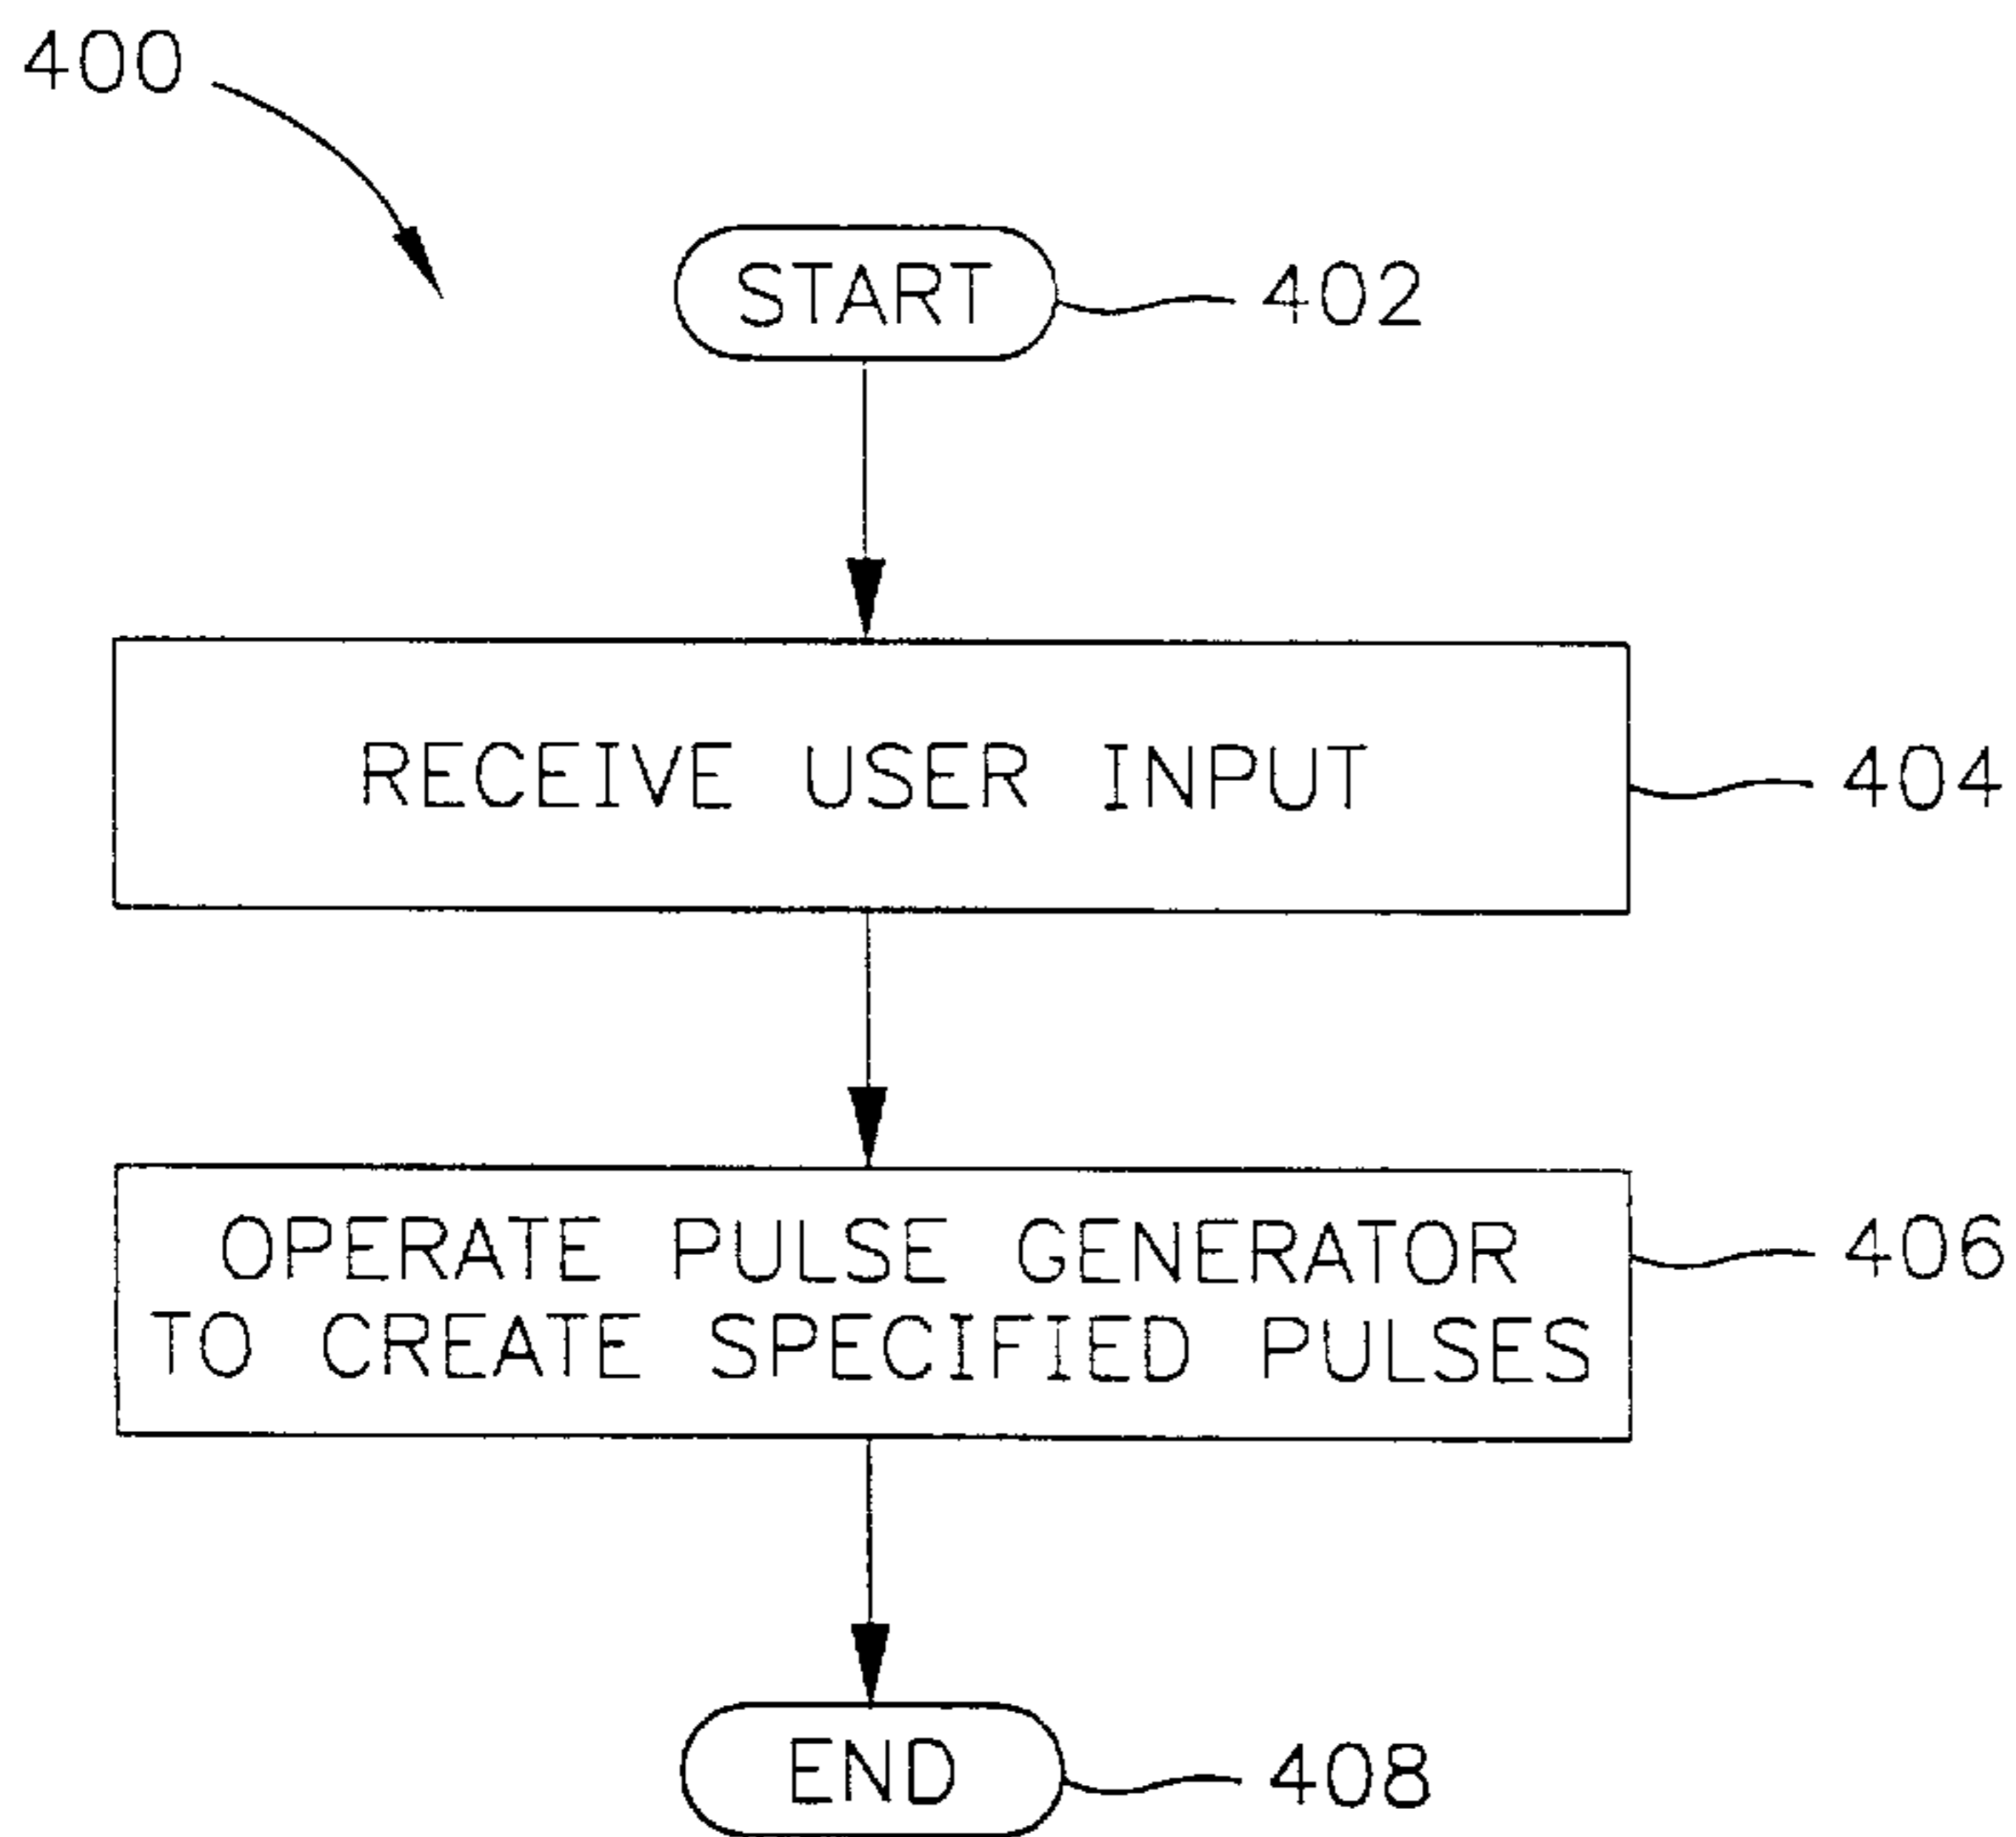 400
START
402
RECEIVE USER INPUT
404
OPERATE PULSE GENERATOR
TO CREATE SPECIFIED PULSES
406
END
408